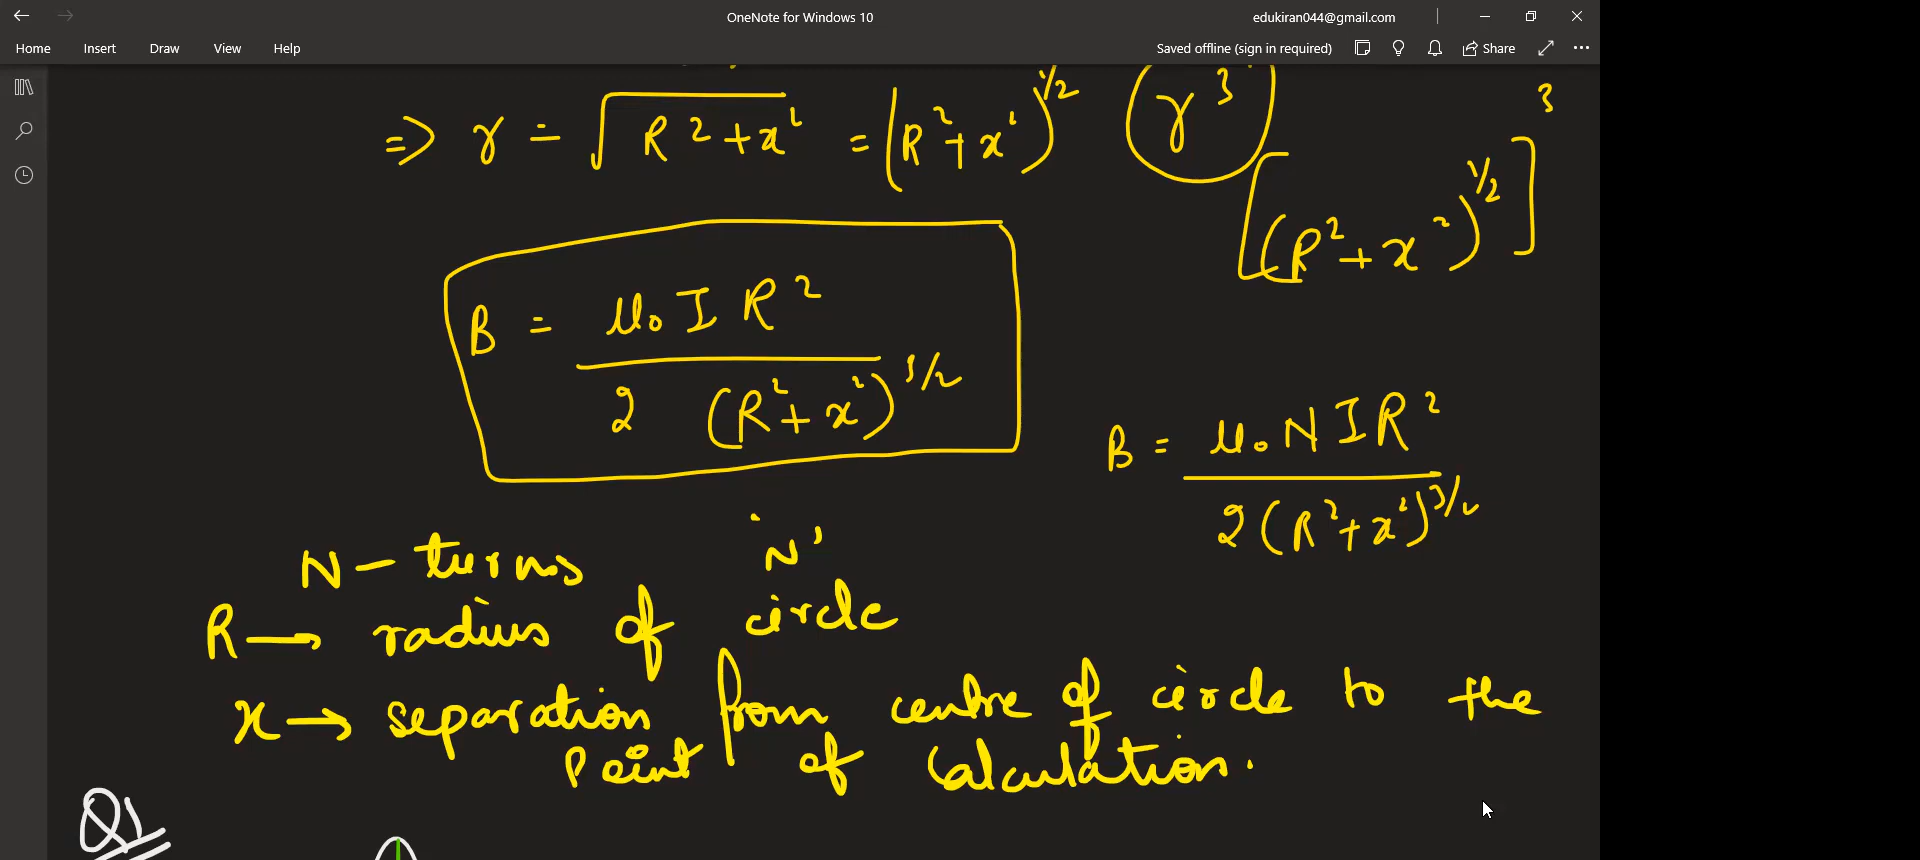 OneNote for Windows 10
edukiran044@gmail.com
Home Insert Draw View Help
Saved offline (sign in required) Share
=> r = √(R² + x²) = (R² + x²)^1/2
r³
[(R² + x²)^1/2]³
B = μ₀ I R² / 2 (R² + x²)^3/2
B = μ₀ N I R² / 2 (R² + x²)^3/2
N – turns 'N'
R → radius of circle
x → separation from centre of circle to the
point of calculation.
Q1